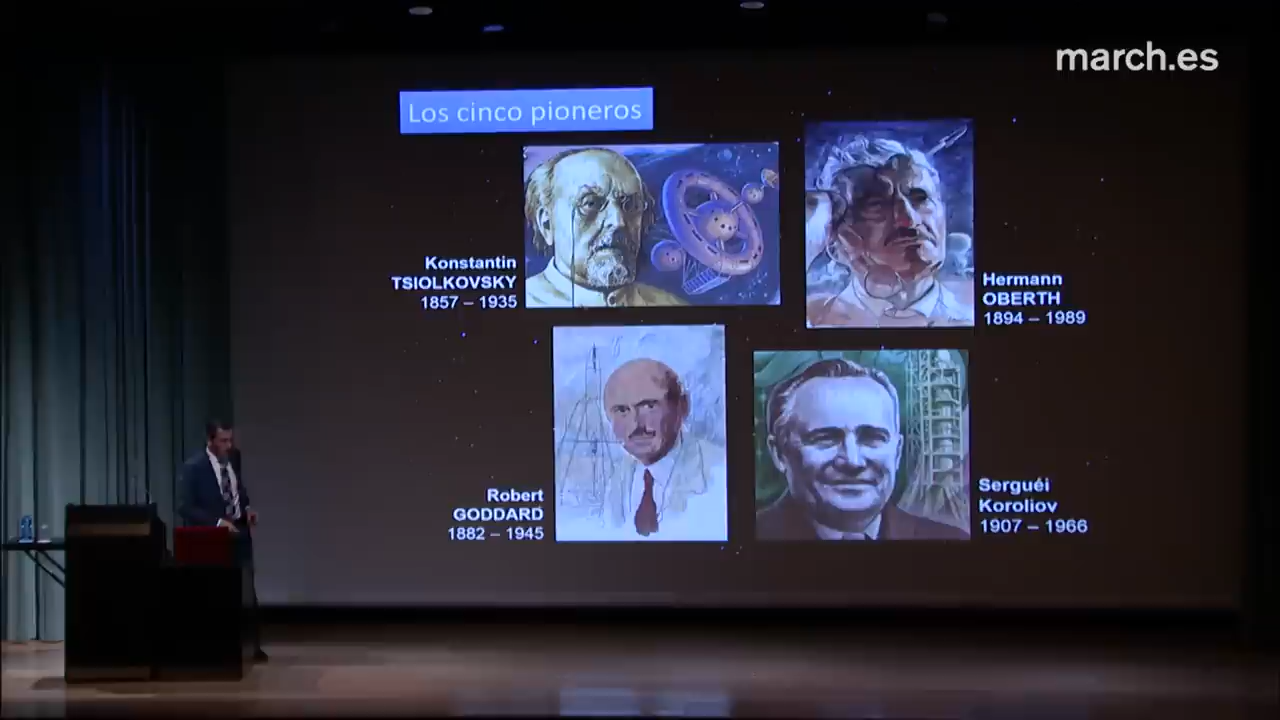 march.es
Los cinco pioneros
Konstantin
TSIOLKOVSKY
1857 – 1935
Hermann
OBERTH
1894 – 1989
Robert
GODDARD
1882 – 1945
Serguéi
Koroliov
1907 – 1966